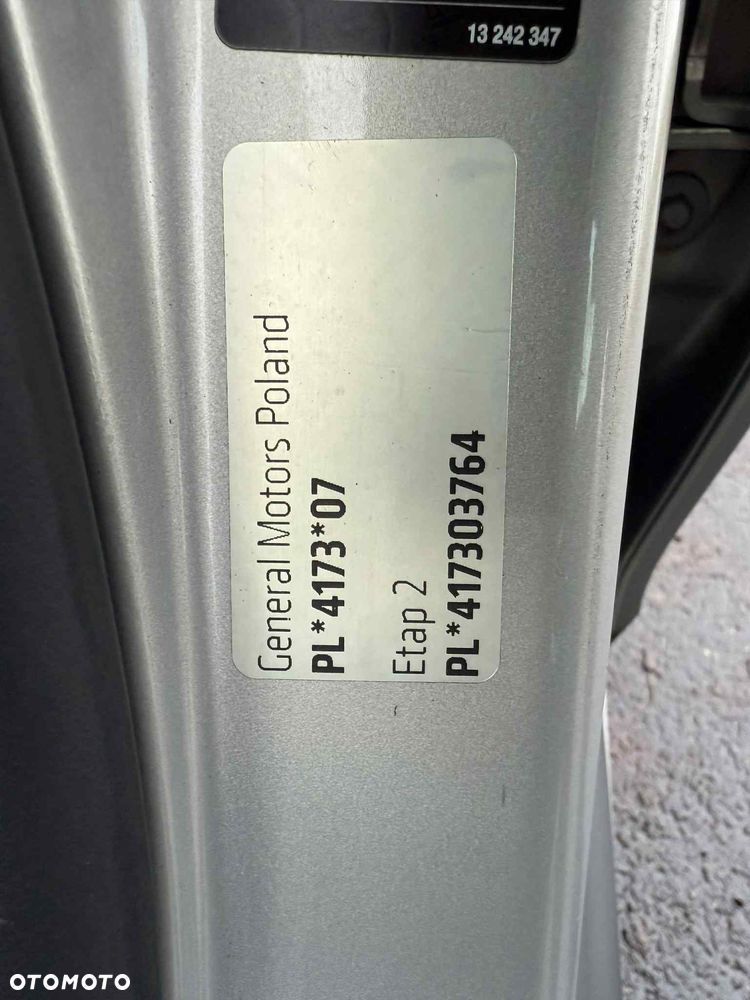 13 242 347
General Motors Poland
PL*4173*07
Etap 2
PL*417303764
OTOMOTO